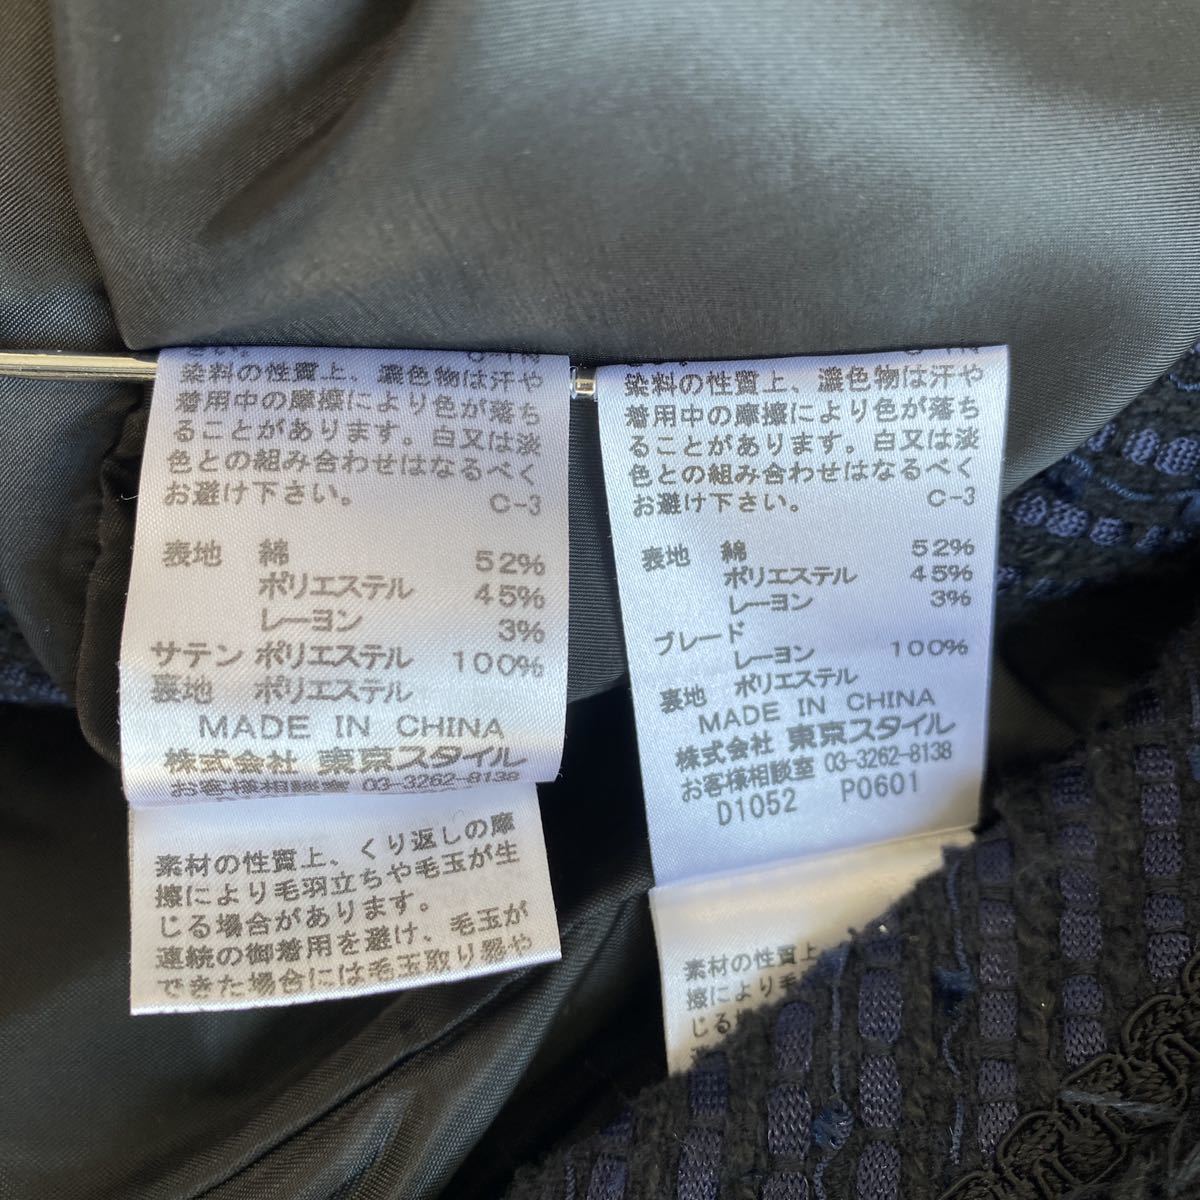 さい。 C-1N
染料の性質上、濃色物は汗や
着用中の摩擦により色が落ち
ることがあります。白又は淡
色との組み合わせはなるべく
お避け下さい。 C-3
表地 綿 52%
ポリエステル 45%
レーヨン 3%
サテン ポリエステル 100%
裏地 ポリエステル
MADE IN CHINA
株式会社 東京スタイル
お客様相談室 03-3262-8138
素材の性質上、くり返しの摩
擦により毛羽立ちや毛玉が生
じる場合があります。
連続の御着用を避け、毛玉が
できた場合には毛玉取り器や
C-1N
染料の性質上、濃色物は汗や
着用中の摩擦により色が落ち
ることがあります。白又は淡
色との組み合わせはなるべく
お避け下さい。 C-3
表地 綿 52%
ポリエステル 45%
レーヨン 3%
ブレード
レーヨン 100%
裏地 ポリエステル
MADE IN CHINA
株式会社 東京スタイル
お客様相談室 03-3262-8138
D1052 P0601
素材の性質上
擦により毛
じる場